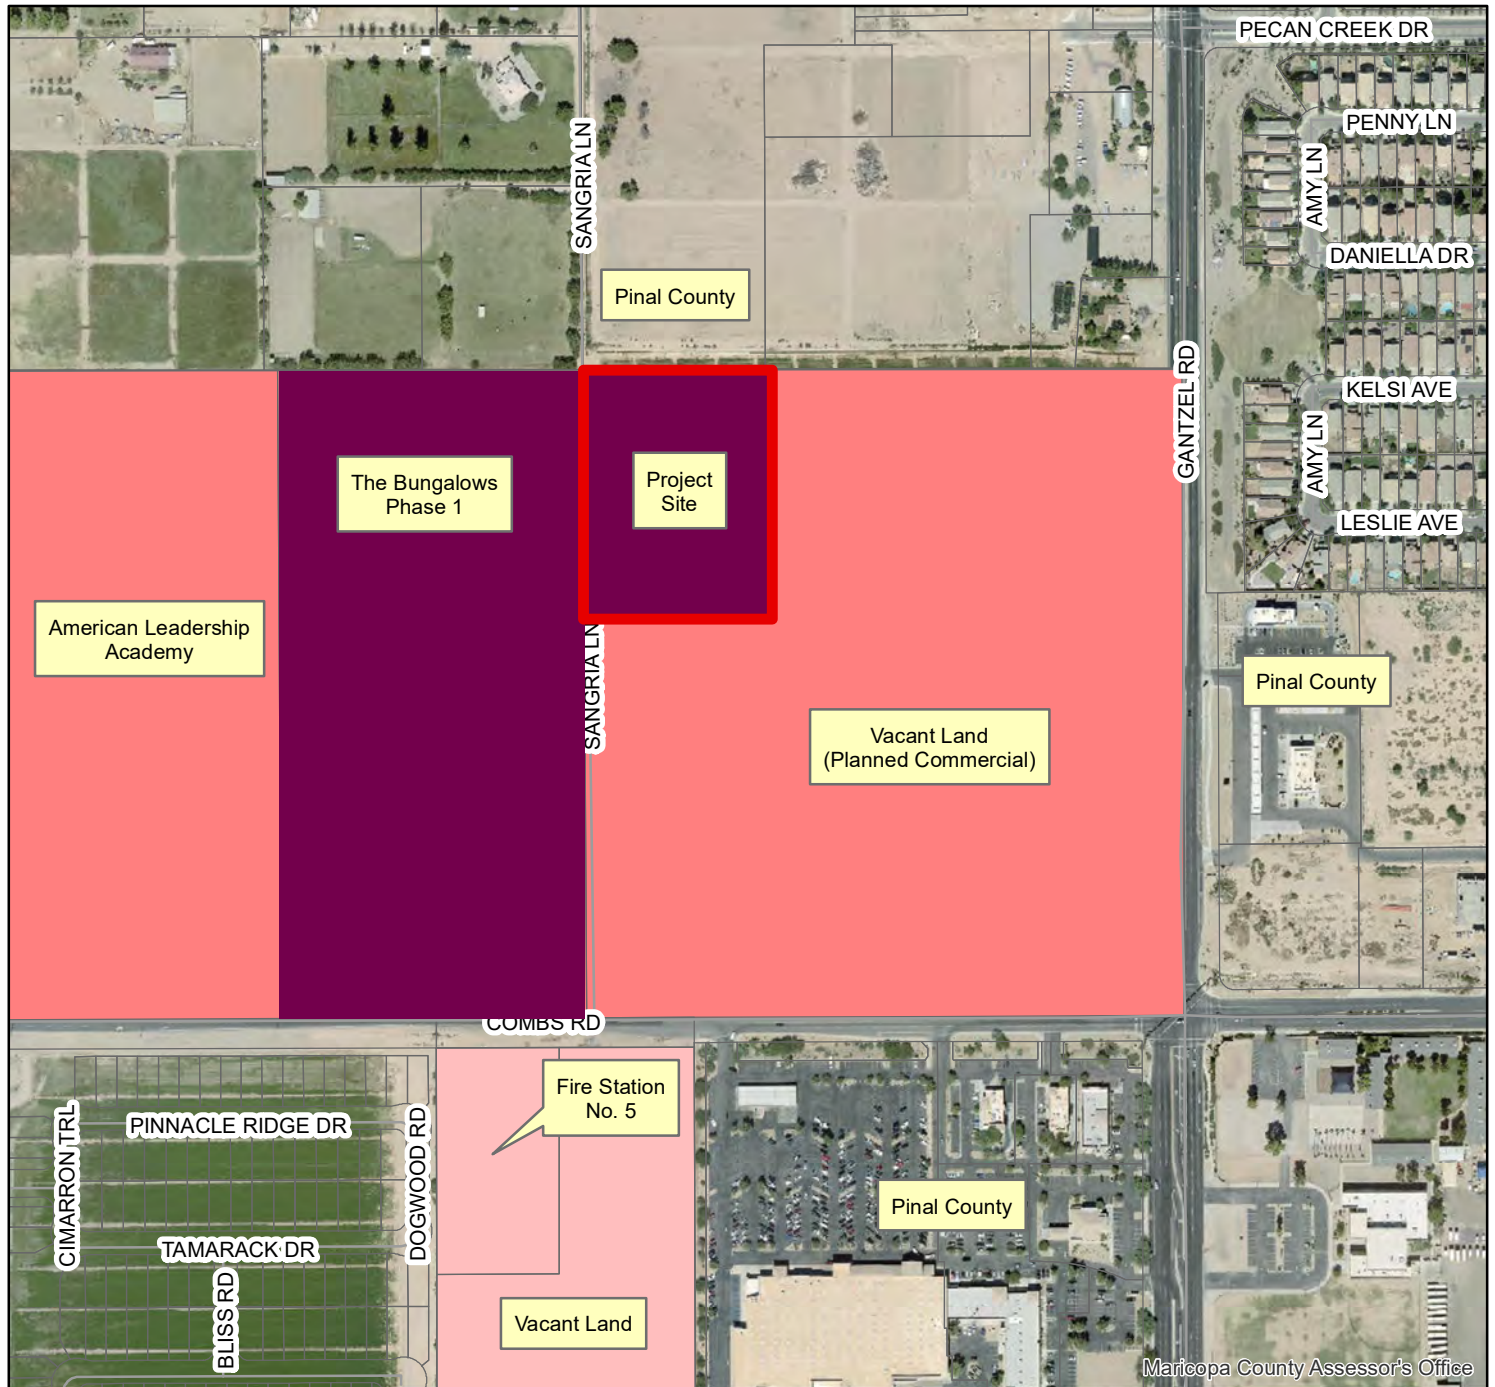 PECAN CREEK DR
PENNY LN
AMY LN
SANGRIA LN
DANIELLA DR
Pinal County
GANTZEL RD
KELSI AVE
AMY LN
The Bungalows
Phase 1
Project
Site
LESLIE AVE
American Leadership
Academy
SANGRIA LN
Pinal County
Vacant Land
(Planned Commercial)
COMBS RD
Fire Station
No. 5
CIMARRON TRL
PINNACLE RIDGE DR
DOGWOOD RD
Pinal County
TAMARACK DR
BLISS RD
Vacant Land
Maricopa County Assessor's Office